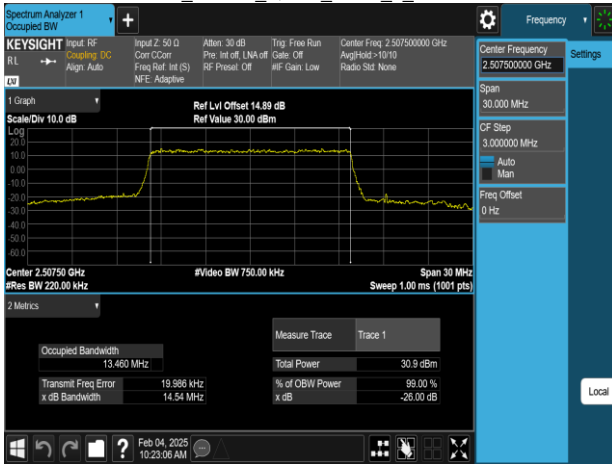 Spectrum Analyzer 1
Occupied BW
+
Frequency
KEYSIGHT
RL
LXI
Input: RF
Coupling: DC
Align: Auto
Input Z: 50 Ω
Corr CCorr
Freq Ref: Int (S)
NFE: Adaptive
Atten: 30 dB
Pre: Int off, LNA off
RF Presel: Off
Trig: Free Run
Gate: Off
#IF Gain: Low
Center Freq: 2.507500000 GHz
Avg|Hold:>10/10
Radio Std: None
Center Frequency
2.507500000 GHz
Settings
Span
30.000 MHz
CF Step
3.000000 MHz
Auto
Man
Freq Offset
0 Hz
Local
1 Graph
Ref Lvl Offset 14.89 dB
Scale/Div 10.0 dB
Ref Value 30.00 dBm
Log
20.0
10.0
0.00
-10.0
-20.0
-30.0
-40.0
-50.0
-60.0
Center 2.50750 GHz
#Video BW 750.00 kHz
Span 30 MHz
#Res BW 220.00 kHz
Sweep 1.00 ms (1001 pts)
2 Metrics
Measure Trace
Trace 1
Occupied Bandwidth
13.460 MHz
Total Power
30.9 dBm
Transmit Freq Error
19.986 kHz
% of OBW Power
99.00 %
x dB Bandwidth
14.54 MHz
x dB
-26.00 dB
?
Feb 04, 2025
10:23:06 AM